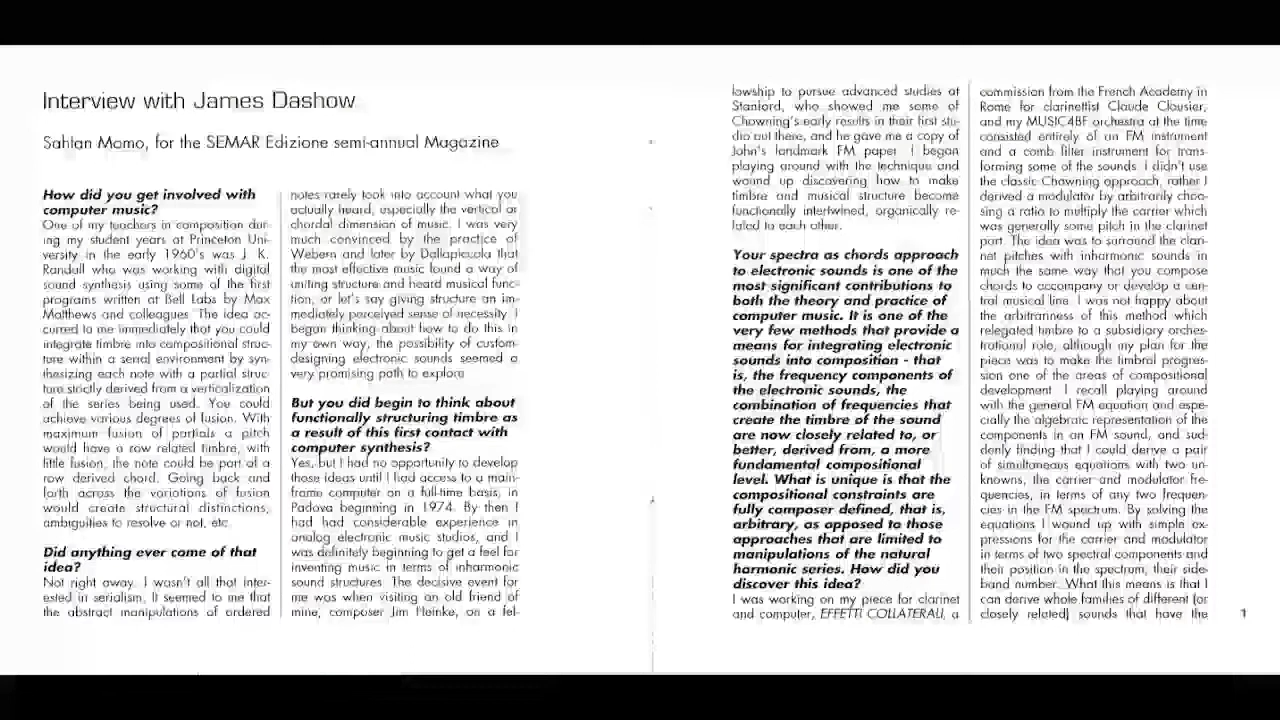 Interview with James Dashow
Sahlan Momo, for the SEMAR Edizione semi-annual Magazine
How did you get involved with
computer music?
One of my teachers in composition dur-
ing my student years at Princeton Uni-
versity in the early 1960's was J. K.
Randall who was working with digital
sound synthesis using some of the first
programs written at Bell Labs by Max
Matthews and colleagues. The idea oc-
curred to me immediately that you could
integrate timbre into compositional struc-
ture within a serial environment by syn-
thesizing each note with a partial struc-
ture strictly derived from a verticalization
of the series being used. You could
achieve various degrees of fusion. With
maximum fusion of partials a pitch
would have a row related timbre, with
little fusion, the note could be part of a
row derived chord. Going back and
forth across the variations of fusion
would create structural distinctions,
ambiguities to resolve or not, etc.
Did anything ever come of that
idea?
Not right away. I wasn't all that inter-
ested in serialism. It seemed to me that
the abstract manipulations of ordered
notes rarely took into account what you
actually heard, especially the vertical or
chordal dimension of music. I was very
much convinced by the practice of
Webern and later by Dallapiccola that
the most effective music found a way of
uniting structure and heard musical func-
tion, or let's say giving structure an im-
mediately perceived sense of necessity. I
began thinking about how to do this in
my own way, the possibility of custom-
designing electronic sounds seemed a
very promising path to explore
But you did begin to think about
functionally structuring timbre as
a result of this first contact with
computer synthesis?
Yes, but I had no opportunity to develop
those ideas until I had access to a main-
frame computer on a full-time basis, in
Padova beginning in 1974. By then I
had had considerable experience in
analog electronic music studios, and I
was definitely beginning to get a feel for
inventing music in terms of inharmonic
sound structures. The decisive event for
me was when visiting an old friend of
mine, composer Jim Heinke, on a fel-
lowship to pursue advanced studies at
Stanford, who showed me some of
Chowning's early results in their first stu-
dio out there, and he gave me a copy of
John's landmark FM paper. I began
playing around with the technique and
wound up discovering how to make
timbre and musical structure become
functionally intertwined, organically re-
lated to each other.
Your spectra as chords approach
to electronic sounds is one of the
most significant contributions to
both the theory and practice of
computer music. It is one of the
very few methods that provide a
means for integrating electronic
sounds into composition - that
is, the frequency components of
the electronic sounds, the
combination of frequencies that
create the timbre of the sound
are now closely related to, or
better, derived from, a more
fundamental compositional
level. What is unique is that the
compositional constraints are
fully composer defined, that is,
arbitrary, as opposed to those
approaches that are limited to
manipulations of the natural
harmonic series. How did you
discover this idea?
I was working on my piece for clarinet
and computer, EFFETTI COLLATERALI, a
commission from the French Academy in
Rome for clarinettist Claude Clousier,
and my MUSIC4BF orchestra at the time
consisted entirely of an FM instrument
and a comb filter instrument for trans-
forming some of the sounds. I didn't use
the classic Chowning approach, rather I
derived a modulator by arbitrarily choo-
sing a ratio to multiply the carrier which
was generally some pitch in the clarinet
part. The idea was to surround the clari-
net pitches with inharmonic sounds in
much the same way that you compose
chords to accompany or develop a cen-
tral musical line. I was not happy about
the arbitrariness of this method which
relegated timbre to a subsidiary orches-
trational role, although my plan for the
piece was to make the timbral progres-
sion one of the areas of compositional
development. I recall playing around
with the general FM equation and espe-
cially the algebraic representation of the
components in an FM sound, and sud-
denly finding that I could derive a pair
of simultaneous equations with two un-
knowns, the carrier and modulator fre-
quencies, in terms of any two frequen-
cies in the FM spectrum. By solving the
equations I wound up with simple ex-
pressions for the carrier and modulator
in terms of two spectral components and
their position in the spectrum, their side-
band number. What this means is that I
can derive whole families of different (or
closely related) sounds that have the
1